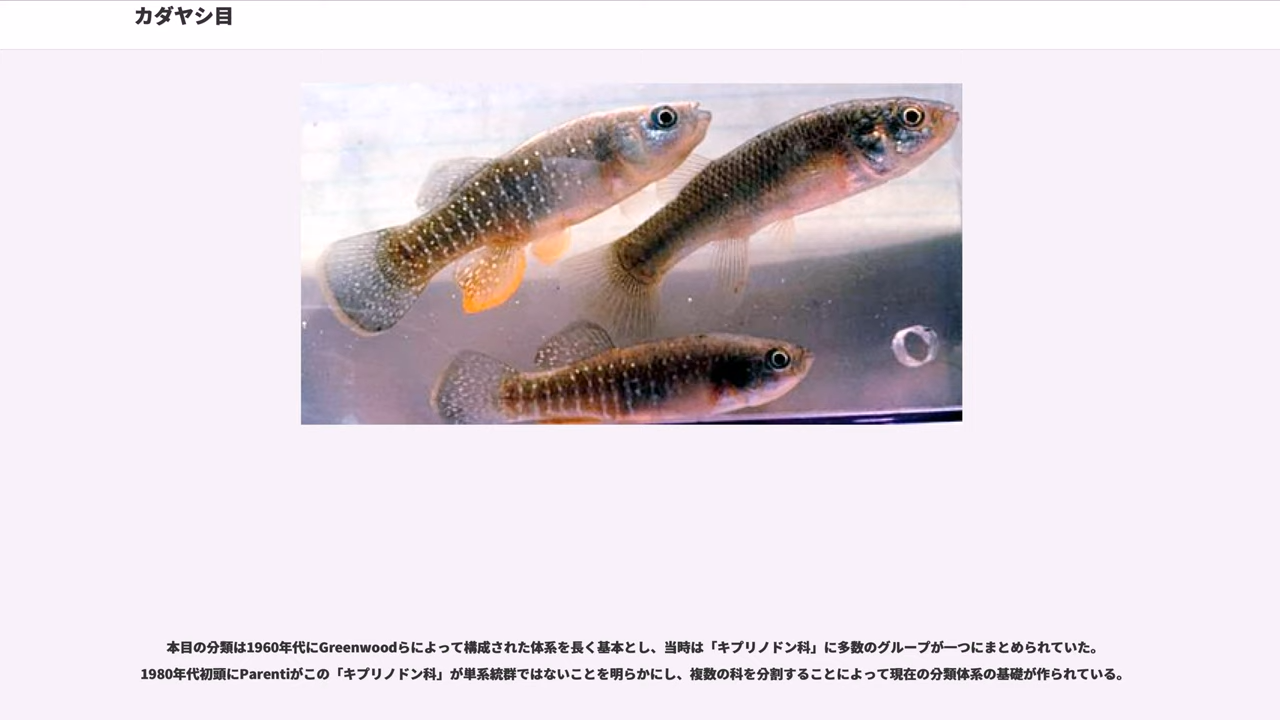 カダヤシ目
本目の分類は1960年代にGreenwoodらによって構成された体系を長く基本とし、当時は「キプリノドン科」に多数のグループが一つにまとめられていた。
1980年代初頭にParentiがこの「キプリノドン科」が単系統群ではないことを明らかにし、複数の科を分割することによって現在の分類体系の基礎が作られている。